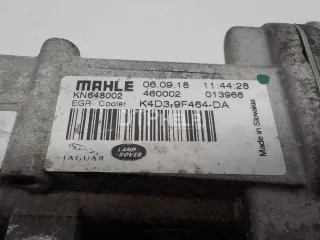 MAHLE 06.09.18 11:44:28
KN648002 460002 013966
EGR Cooler K4D3-9F464-DA
JAGUAR LAND-ROVER
Made in Slovakia